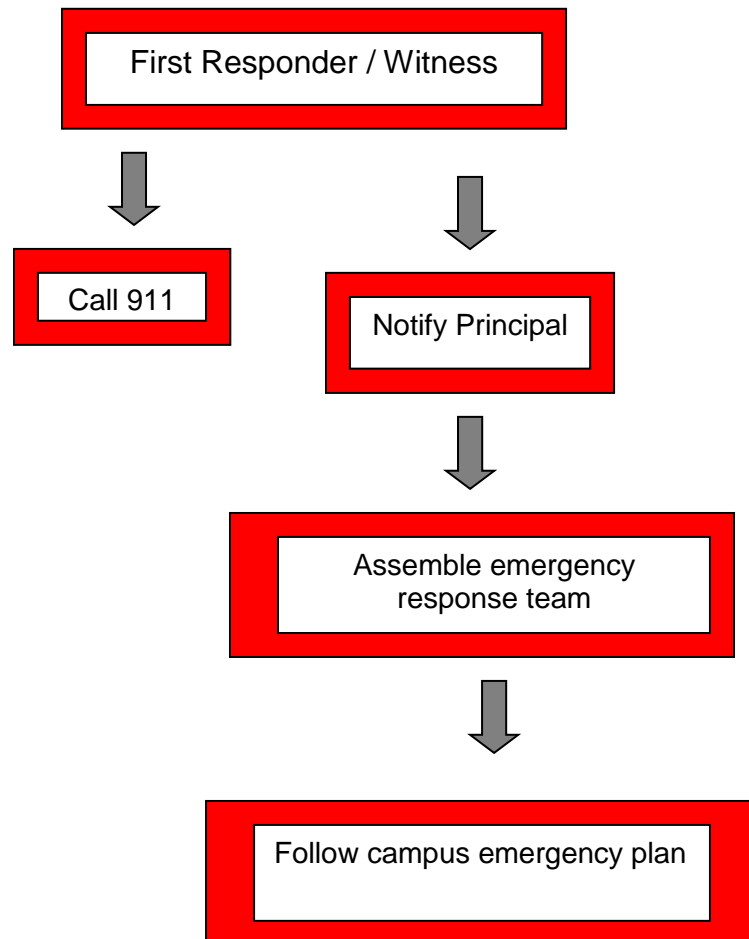 First Responder / Witness
Call 911
Notify Principal
Assemble emergency
response team
Follow campus emergency plan